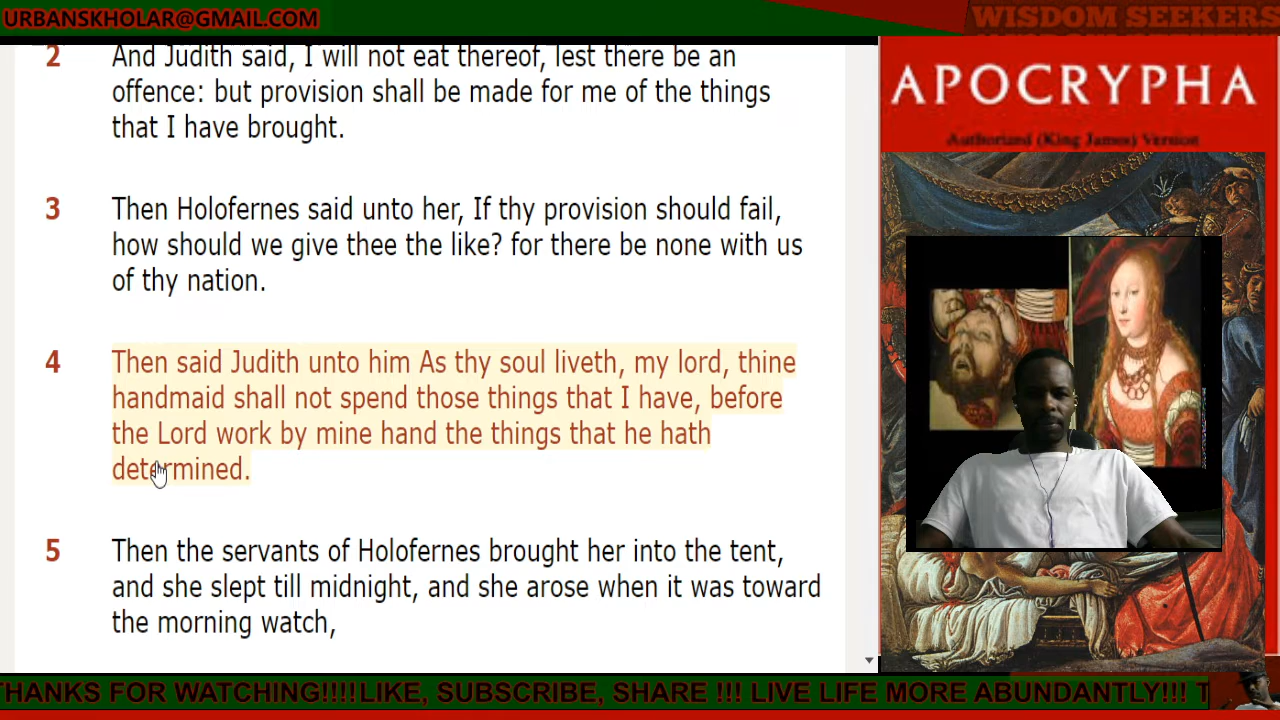 URBANSKHOLAR@GMAIL.COM
WISDOM SEEKERS
2 And Judith said, I will not eat thereof, lest there be an
offence: but provision shall be made for me of the things
that I have brought.
3 Then Holofernes said unto her, If thy provision should fail,
how should we give thee the like? for there be none with us
of thy nation.
4 Then said Judith unto him As thy soul liveth, my lord, thine
handmaid shall not spend those things that I have, before
the Lord work by mine hand the things that he hath
determined.
5 Then the servants of Holofernes brought her into the tent,
and she slept till midnight, and she arose when it was toward
the morning watch,
APOCRYPHA
Authorized (King James) Version
THANKS FOR WATCHING!!!!LIKE, SUBSCRIBE, SHARE !!! LIVE LIFE MORE ABUNDANTLY!!! T